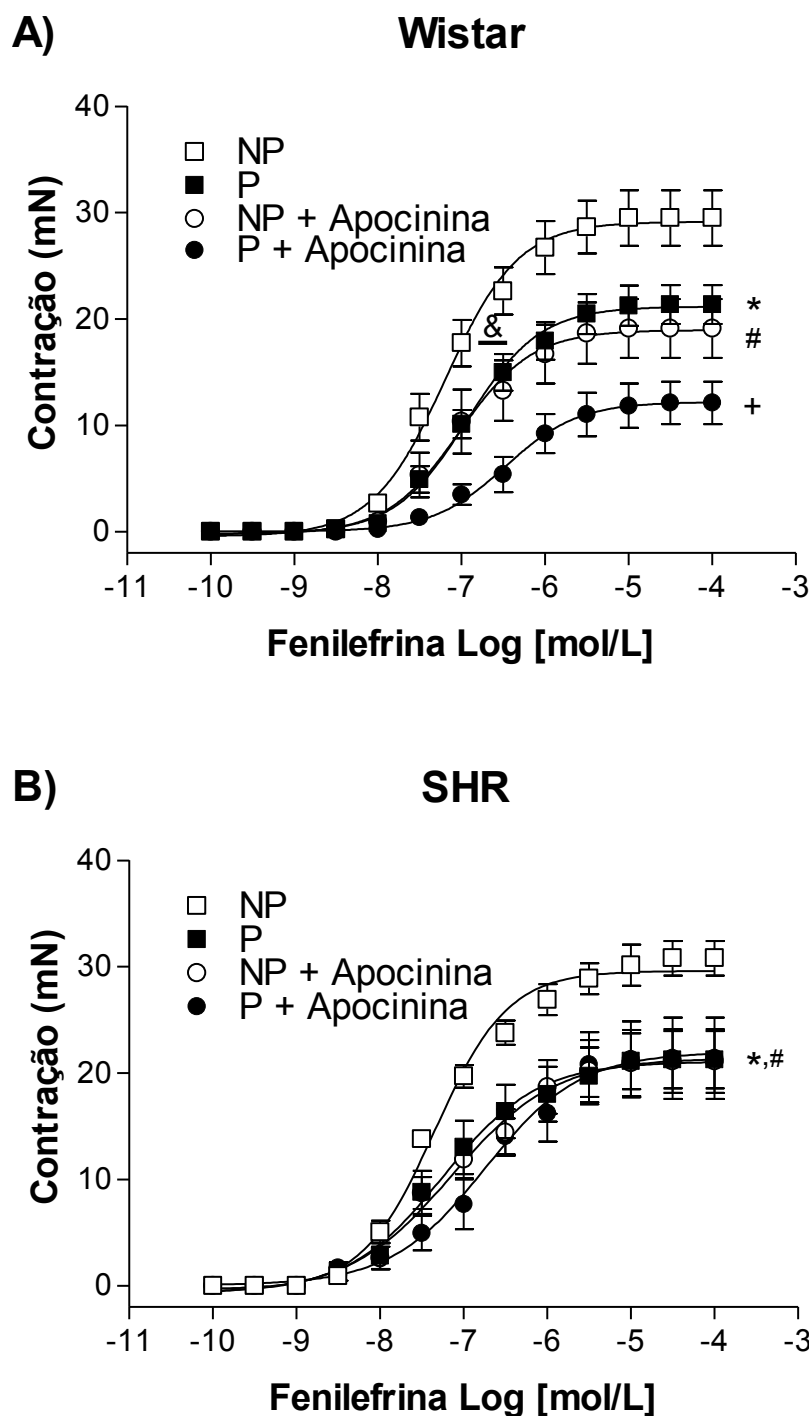 A)
Wistar
40
30
20
10
0
Contração (mN)
NP
P
NP + Apocinina
P + Apocinina
&
*
#
+
-11 -10 -9 -8 -7 -6 -5 -4 -3
Fenilefrina Log [mol/L]
B)
SHR
40
30
20
10
0
Contração (mN)
NP
P
NP + Apocinina
P + Apocinina
*,#
-11 -10 -9 -8 -7 -6 -5 -4 -3
Fenilefrina Log [mol/L]